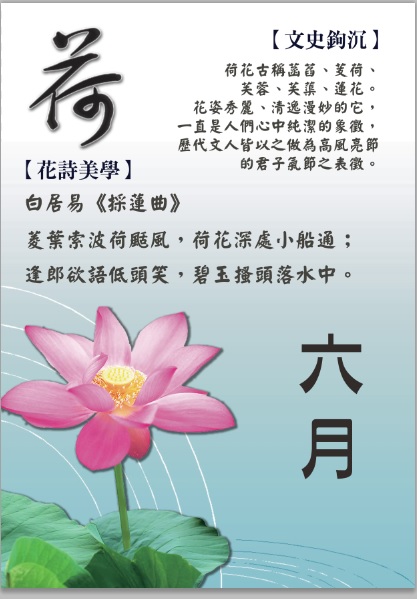 荷
【文史鉤沉】
荷花古稱菡萏、芰荷、
芙蓉、芙蕖、蓮花。
花姿秀麗、清逸漫妙的它，
一直是人們心中純潔的象徵，
歷代文人皆以之做為高風亮節
的君子氣節之表徵。
【花詩美學】
白居易《採蓮曲》
菱葉索波荷颭風，荷花深處小船通；
逢郎欲語低頭笑，碧玉搔頭落水中。
六
月